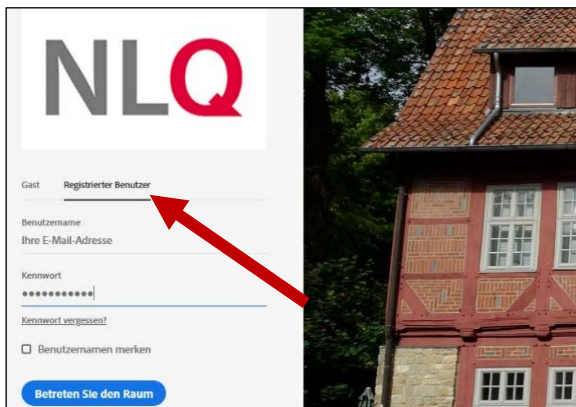 NLQ
Gast Registrierter Benutzer
Benutzername
Ihre E-Mail-Adresse
Kennwort
•••••••••••
Kennwort vergessen?
Benutzernamen merken
Betreten Sie den Raum